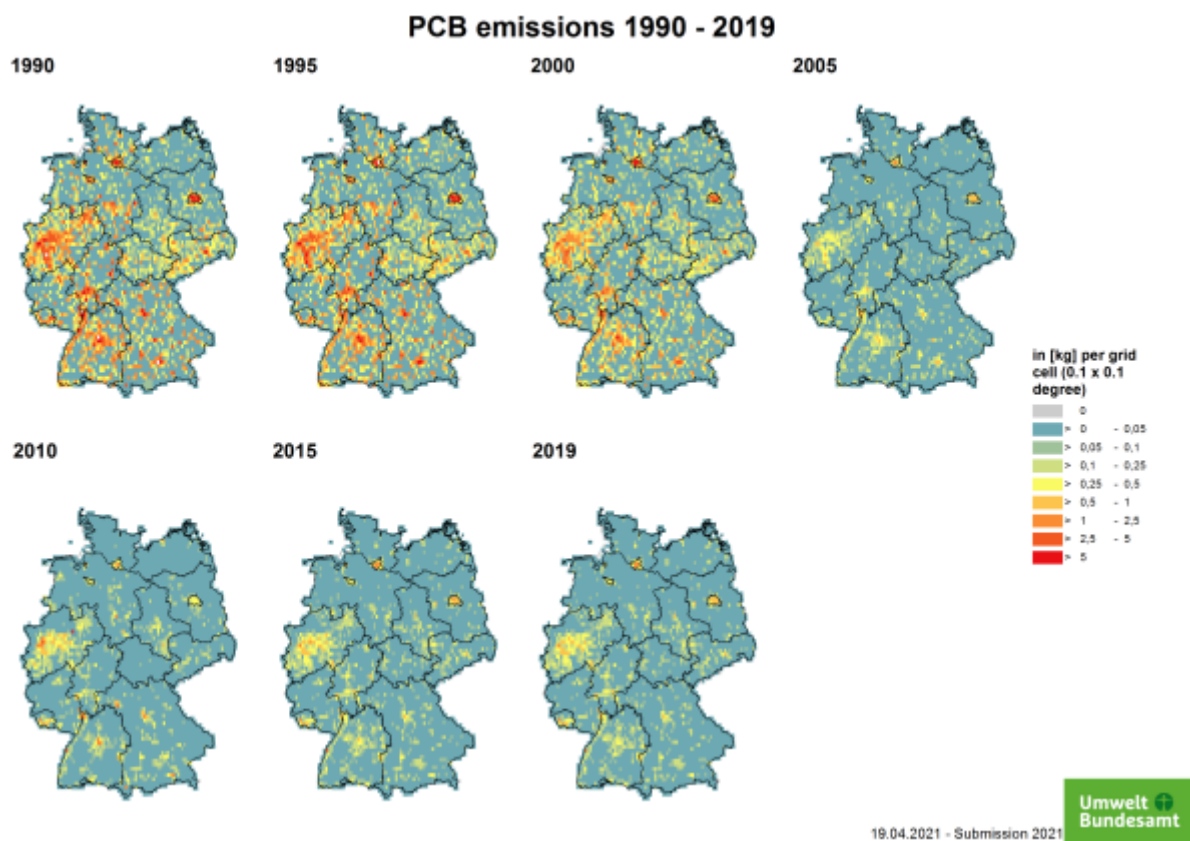 PCB emissions 1990 - 2019
1990
1995
2000
2005
2010
2015
2019
in [kg] per grid
cell (0.1 x 0.1
degree)
0
> 0 - 0,05
> 0,05 - 0,1
> 0,1 - 0,25
> 0,25 - 0,5
> 0,5 - 1
> 1 - 2,5
> 2,5 - 5
> 5
Umwelt
Bundesamt
19.04.2021 - Submission 2021